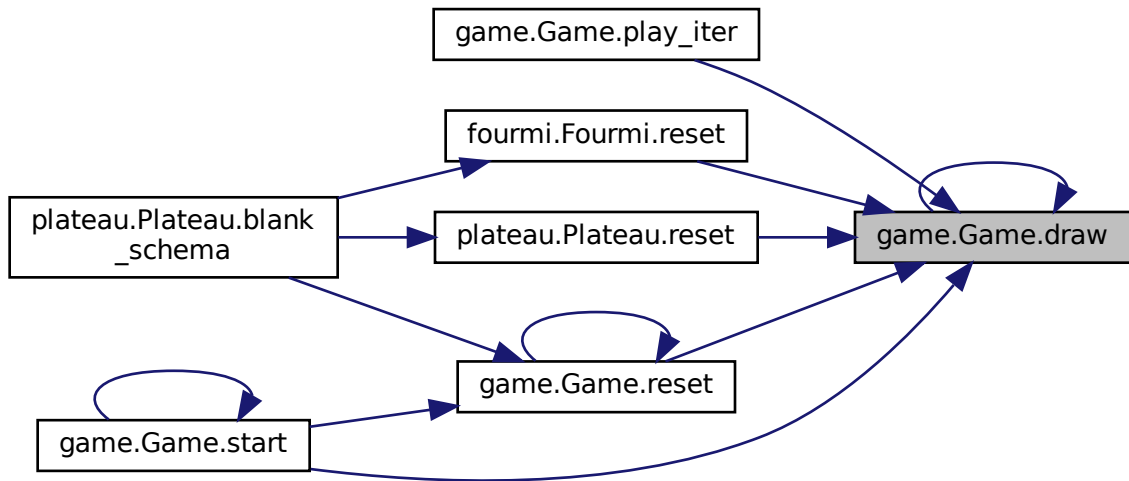 game.Game.play_iter
fourmi.Fourmi.reset
plateau.Plateau.blank
_schema
plateau.Plateau.reset
game.Game.draw
game.Game.reset
game.Game.start